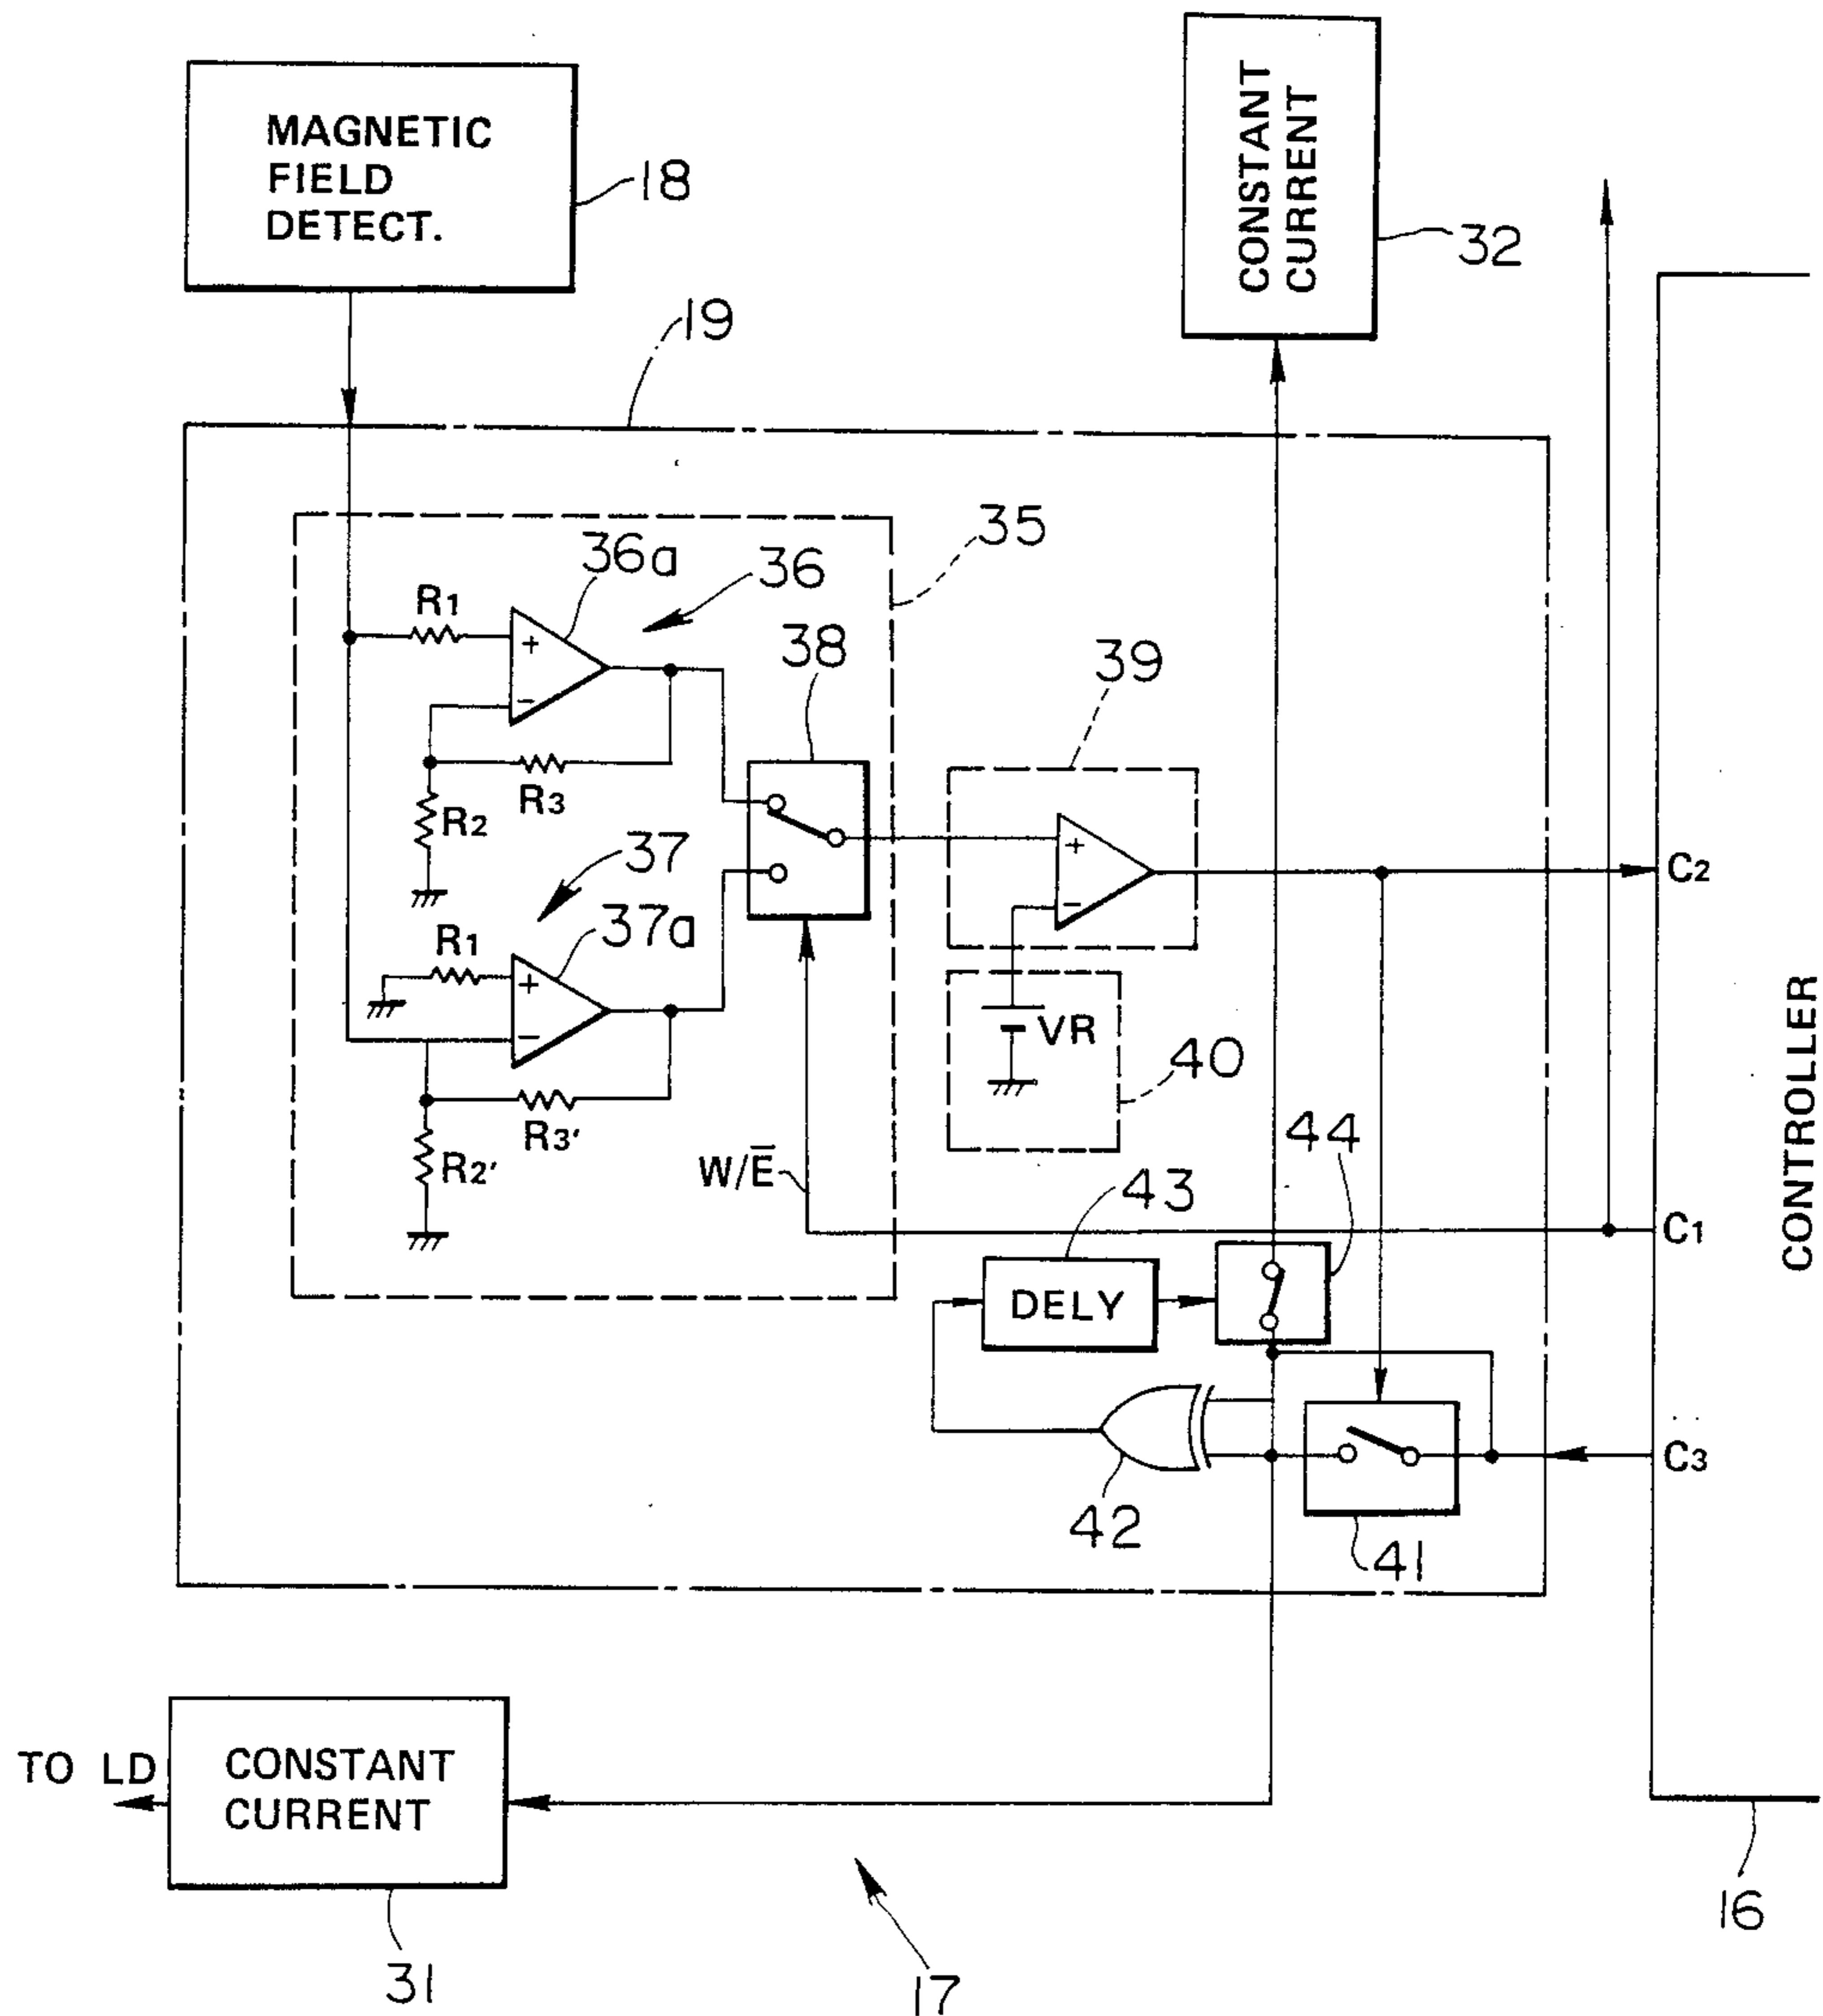 MAGNETIC
FIELD
DETECT.
18
CONSTANT
CURRENT
32
19
35
36a
36
R1
+
−
R3
R2
38
39
+
−
C2
37
37a
R1
+
−
R3'
R2'
VR
40
W/E̅
44
43
C1
DELY
CONTROLLER
C3
42
41
TO LD
CONSTANT
CURRENT
31
17
16